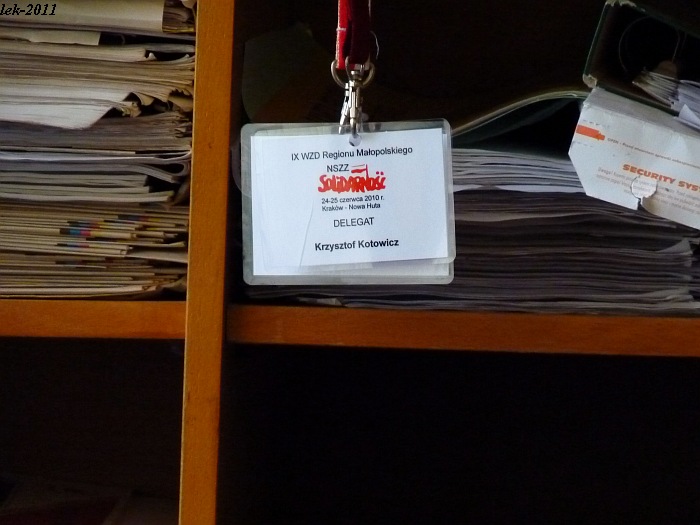 lek-2011
IX WZD Regionu Małopolskiego
NSZZ
SOLIDARNOŚĆ
24-25 czerwca 2010 r.
Kraków - Nowa Huta
DELEGAT
Krzysztof Kotowicz
SECURITY SY